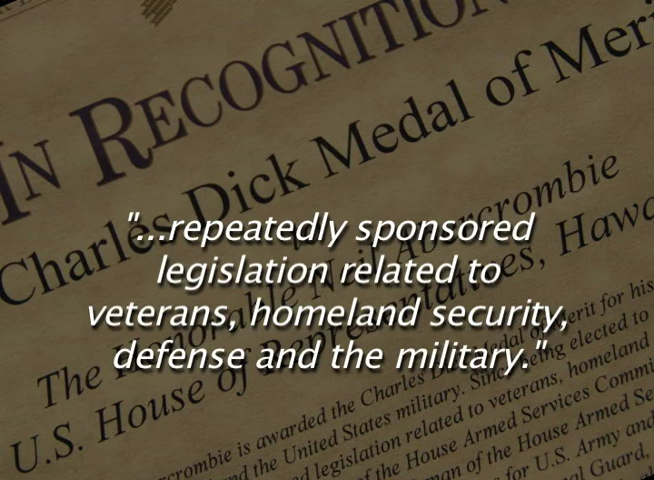 IN RECOGNITION
Charles Dick Medal of Meri
The Honorable Neil Abercrombie
U.S. House of Representatives, Hawa
"...repeatedly sponsored
legislation related to
veterans, homeland security,
defense and the military."
crombie is awarded the Charles Dick Medal of Merit for his
nd the United States military. Since being elected to
d legislation related to veterans, homeland
f the House Armed Services Commi
n of the House Armed Se
for U.S. Army and
al Guard,